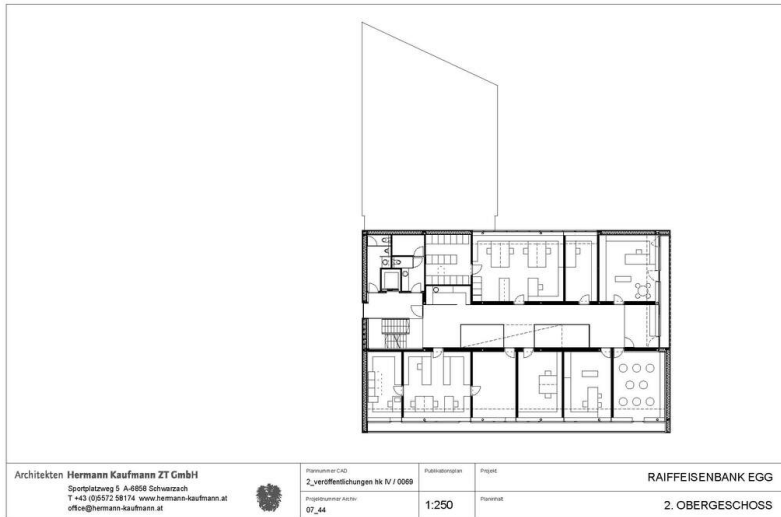 Architekten Hermann Kaufmann ZT GmbH
Sportplatzweg 5 A-6858 Schwarzach
T +43 (0)5572 58174 www.hermann-kaufmann.at
office@hermann-kaufmann.at
Plannummer CAD
2_veröffentlichungen hk IV / 0069
Projektnummer Archiv
07_44
Publikationsplan
1:250
Projekt
RAIFFEISENBANK EGG
Planinhalt
2. OBERGESCHOSS